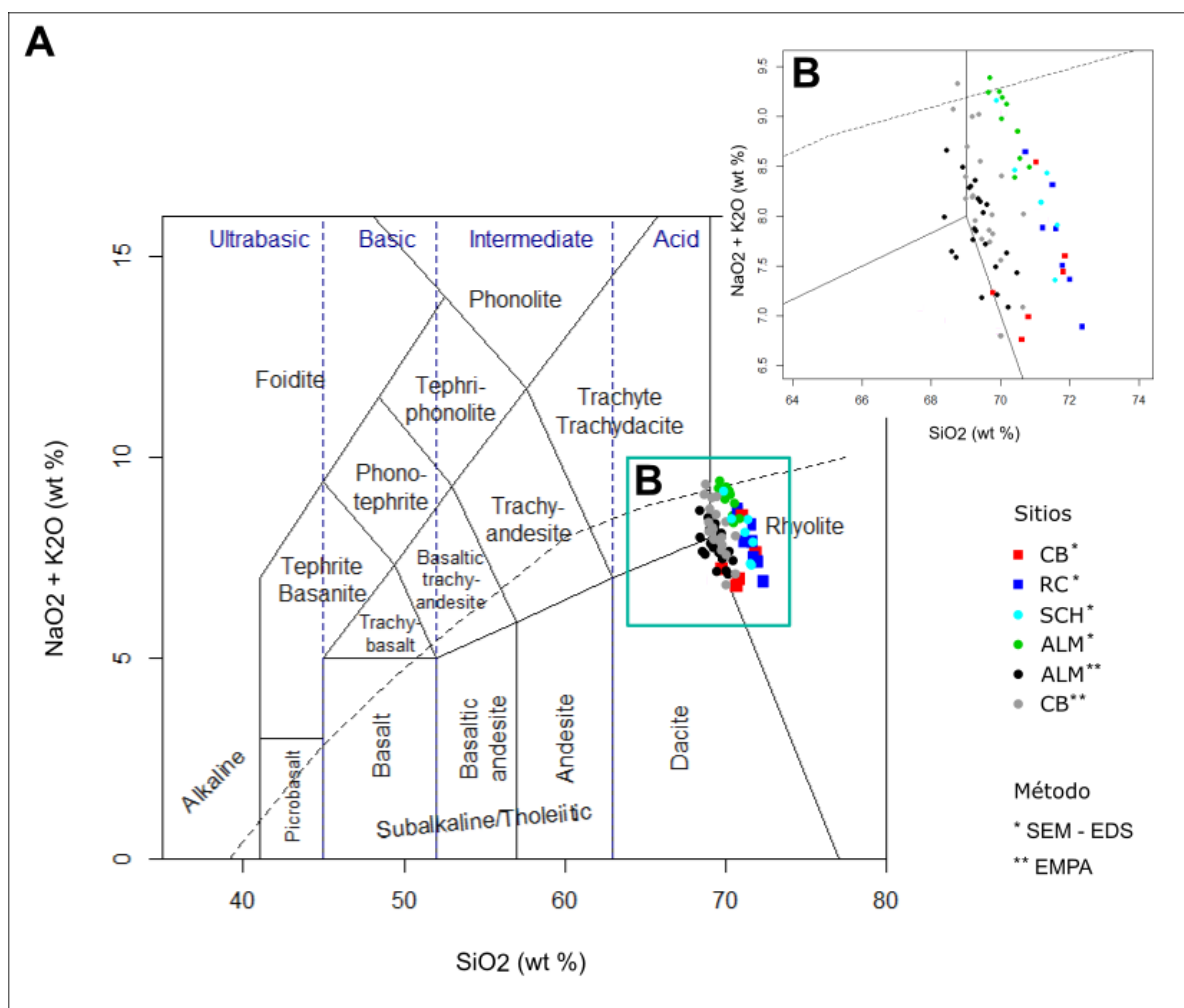 A
B
NaO2 + K2O (wt %)
9.5
9.0
8.5
8.0
7.5
7.0
6.5
64 66 68 70 72 74
SiO2 (wt %)
Ultrabasic Basic Intermediate Acid
Phonolite
Foidite
Tephri-
phonolite
Trachyte
Trachydacite
Phono-
tephrite
Trachy-
andesite
B
Rhyolite
Tephrite
Basanite
Basaltic
trachy-
andesite
Trachy-
basalt
Alkaline
Picrobasalt
Basalt
Basaltic
andesite
Andesite
Dacite
Subalkaline/Tholeiitic
NaO2 + K2O (wt %)
15
10
5
0
40 50 60 70 80
SiO2 (wt %)
Sitios
CB*
RC*
SCH*
ALM*
ALM**
CB**
Método
* SEM - EDS
** EMPA